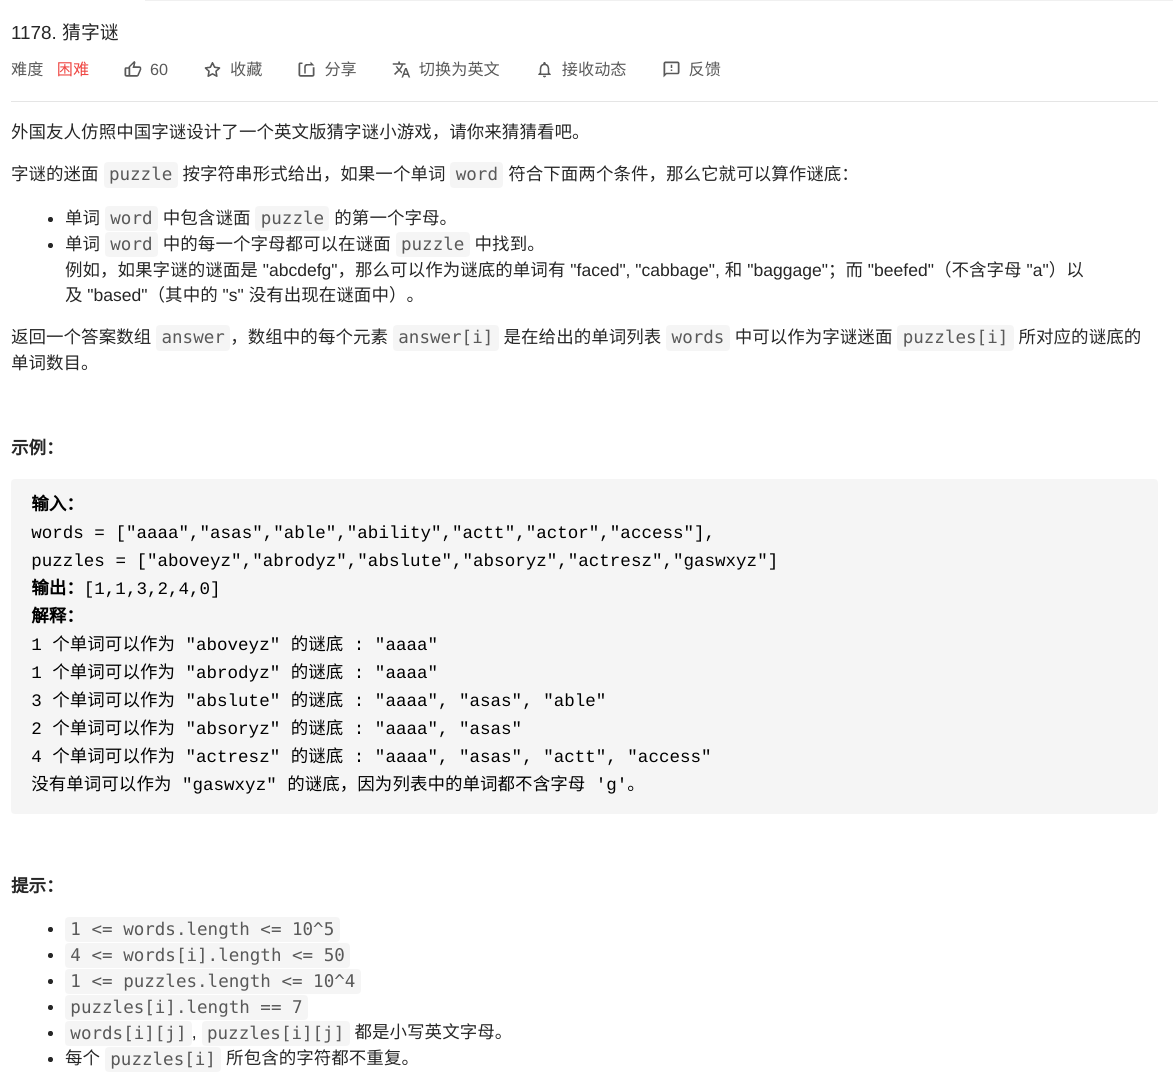 1178. 猜字谜
难度 困难 60 收藏 分享 切换为英文 接收动态 反馈
外国友人仿照中国字谜设计了一个英文版猜字谜小游戏，请你来猜猜看吧。
字谜的迷面 puzzle 按字符串形式给出，如果一个单词 word 符合下面两个条件，那么它就可以算作谜底：
• 单词 word 中包含谜面 puzzle 的第一个字母。
• 单词 word 中的每一个字母都可以在谜面 puzzle 中找到。
例如，如果字谜的谜面是 "abcdefg"，那么可以作为谜底的单词有 "faced", "cabbage", 和 "baggage"；而 "beefed"（不含字母 "a"）以
及 "based"（其中的 "s" 没有出现在谜面中）。
返回一个答案数组 answer，数组中的每个元素 answer[i] 是在给出的单词列表 words 中可以作为字谜迷面 puzzles[i] 所对应的谜底的
单词数目。
示例：
输入：
words = ["aaaa","asas","able","ability","actt","actor","access"],
puzzles = ["aboveyz","abrodyz","abslute","absoryz","actresz","gaswxyz"]
输出：[1,1,3,2,4,0]
解释：
1 个单词可以作为 "aboveyz" 的谜底 : "aaaa"
1 个单词可以作为 "abrodyz" 的谜底 : "aaaa"
3 个单词可以作为 "abslute" 的谜底 : "aaaa", "asas", "able"
2 个单词可以作为 "absoryz" 的谜底 : "aaaa", "asas"
4 个单词可以作为 "actresz" 的谜底 : "aaaa", "asas", "actt", "access"
没有单词可以作为 "gaswxyz" 的谜底，因为列表中的单词都不含字母 'g'。
提示：
• 1 <= words.length <= 10^5
• 4 <= words[i].length <= 50
• 1 <= puzzles.length <= 10^4
• puzzles[i].length == 7
• words[i][j], puzzles[i][j] 都是小写英文字母。
• 每个 puzzles[i] 所包含的字符都不重复。